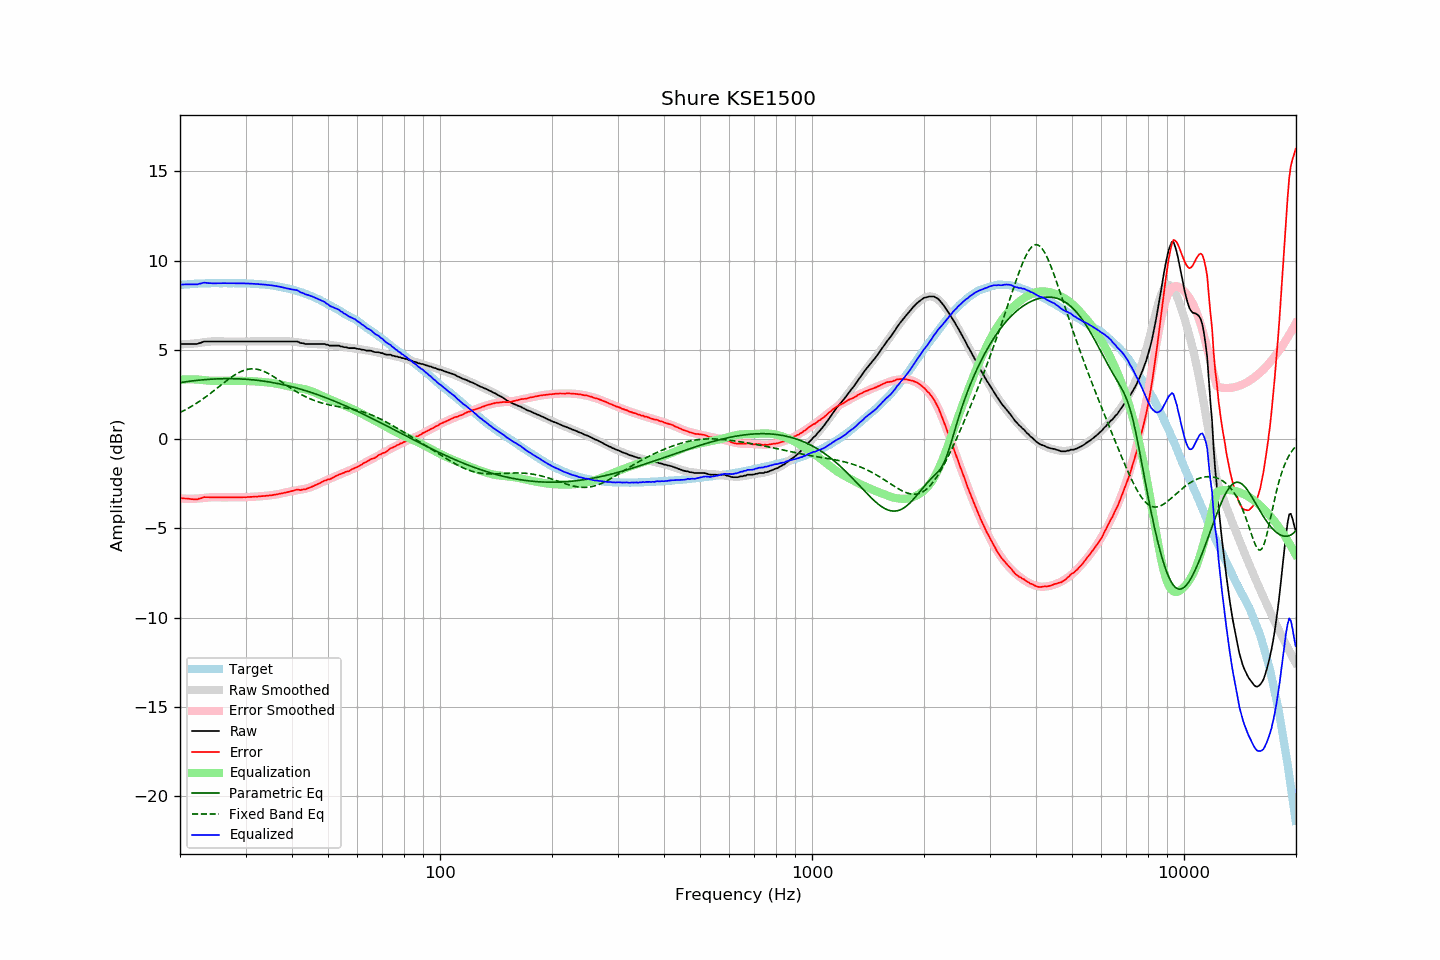 Shure KSE1500
Amplitude (dBr)
15
10
5
0
−5
−10
−15
−20
Target
Raw Smoothed
Error Smoothed
Raw
Error
Equalization
Parametric Eq
Fixed Band Eq
Equalized
100
1000
10000
Frequency (Hz)